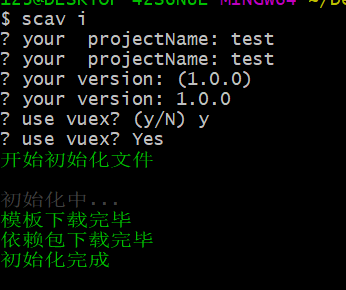 $ scav i
? your  projectName: test
? your  projectName: test
? your version: (1.0.0)
? your version: 1.0.0
? use vuex? (y/N) y
? use vuex? Yes
开始初始化文件
初始化中...
模板下载完毕
依赖包下载完毕
初始化完成